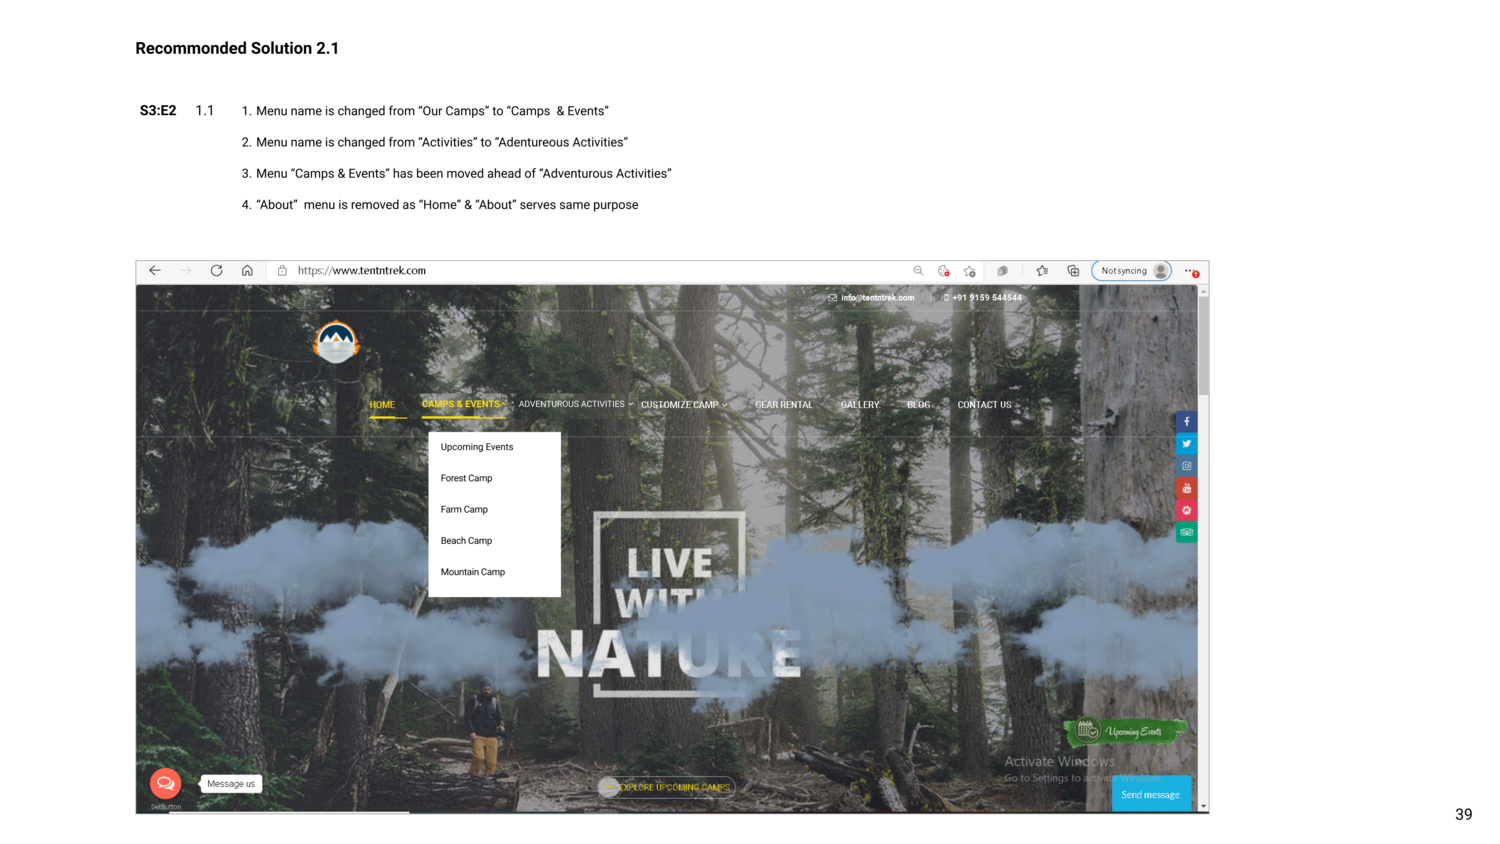 Recommonded Solution 2.1
S3:E2 1.1 1. Menu name is changed from “Our Camps” to “Camps & Events”
2. Menu name is changed from “Activities” to “Adentureous Activities”
3. Menu “Camps & Events” has been moved ahead of “Adventurous Activities”
4. “About” menu is removed as “Home” & “About” serves same purpose
https://www.tentntrek.com
Not syncing
info@tentntrek.com +91 9159 544544
HOME CAMPS & EVENTS ADVENTUROUS ACTIVITIES CUSTOMIZE CAMP GEAR RENTAL GALLERY BLOG CONTACT US
Upcoming Events
Forest Camp
Farm Camp
Beach Camp
Mountain Camp
LIVE
WITH
NATURE
Upcoming Events
Activate Windows
Go to Settings to activate Windows.
Message us
EXPLORE UPCOMING CAMPS
Send message
GetButton
39